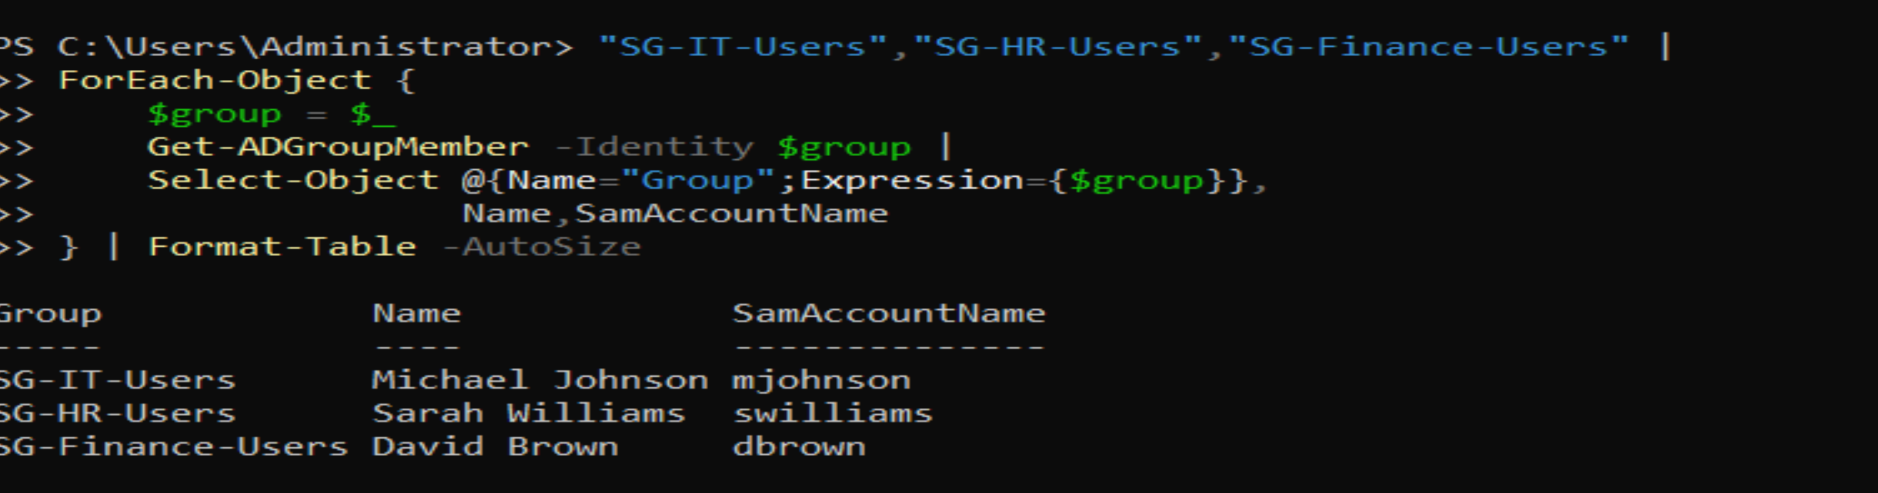 PS C:\Users\Administrator> "SG-IT-Users","SG-HR-Users","SG-Finance-Users" |
>> ForEach-Object {
>>     $group = $_
>>     Get-ADGroupMember -Identity $group |
>>     Select-Object @{Name="Group";Expression={$group}},
>>                   Name,SamAccountName
>> } | Format-Table -AutoSize

Group            Name           SamAccountName
-----            ----           --------------
SG-IT-Users      Michael Johnson mjohnson
SG-HR-Users      Sarah Williams  swilliams
SG-Finance-Users David Brown     dbrown